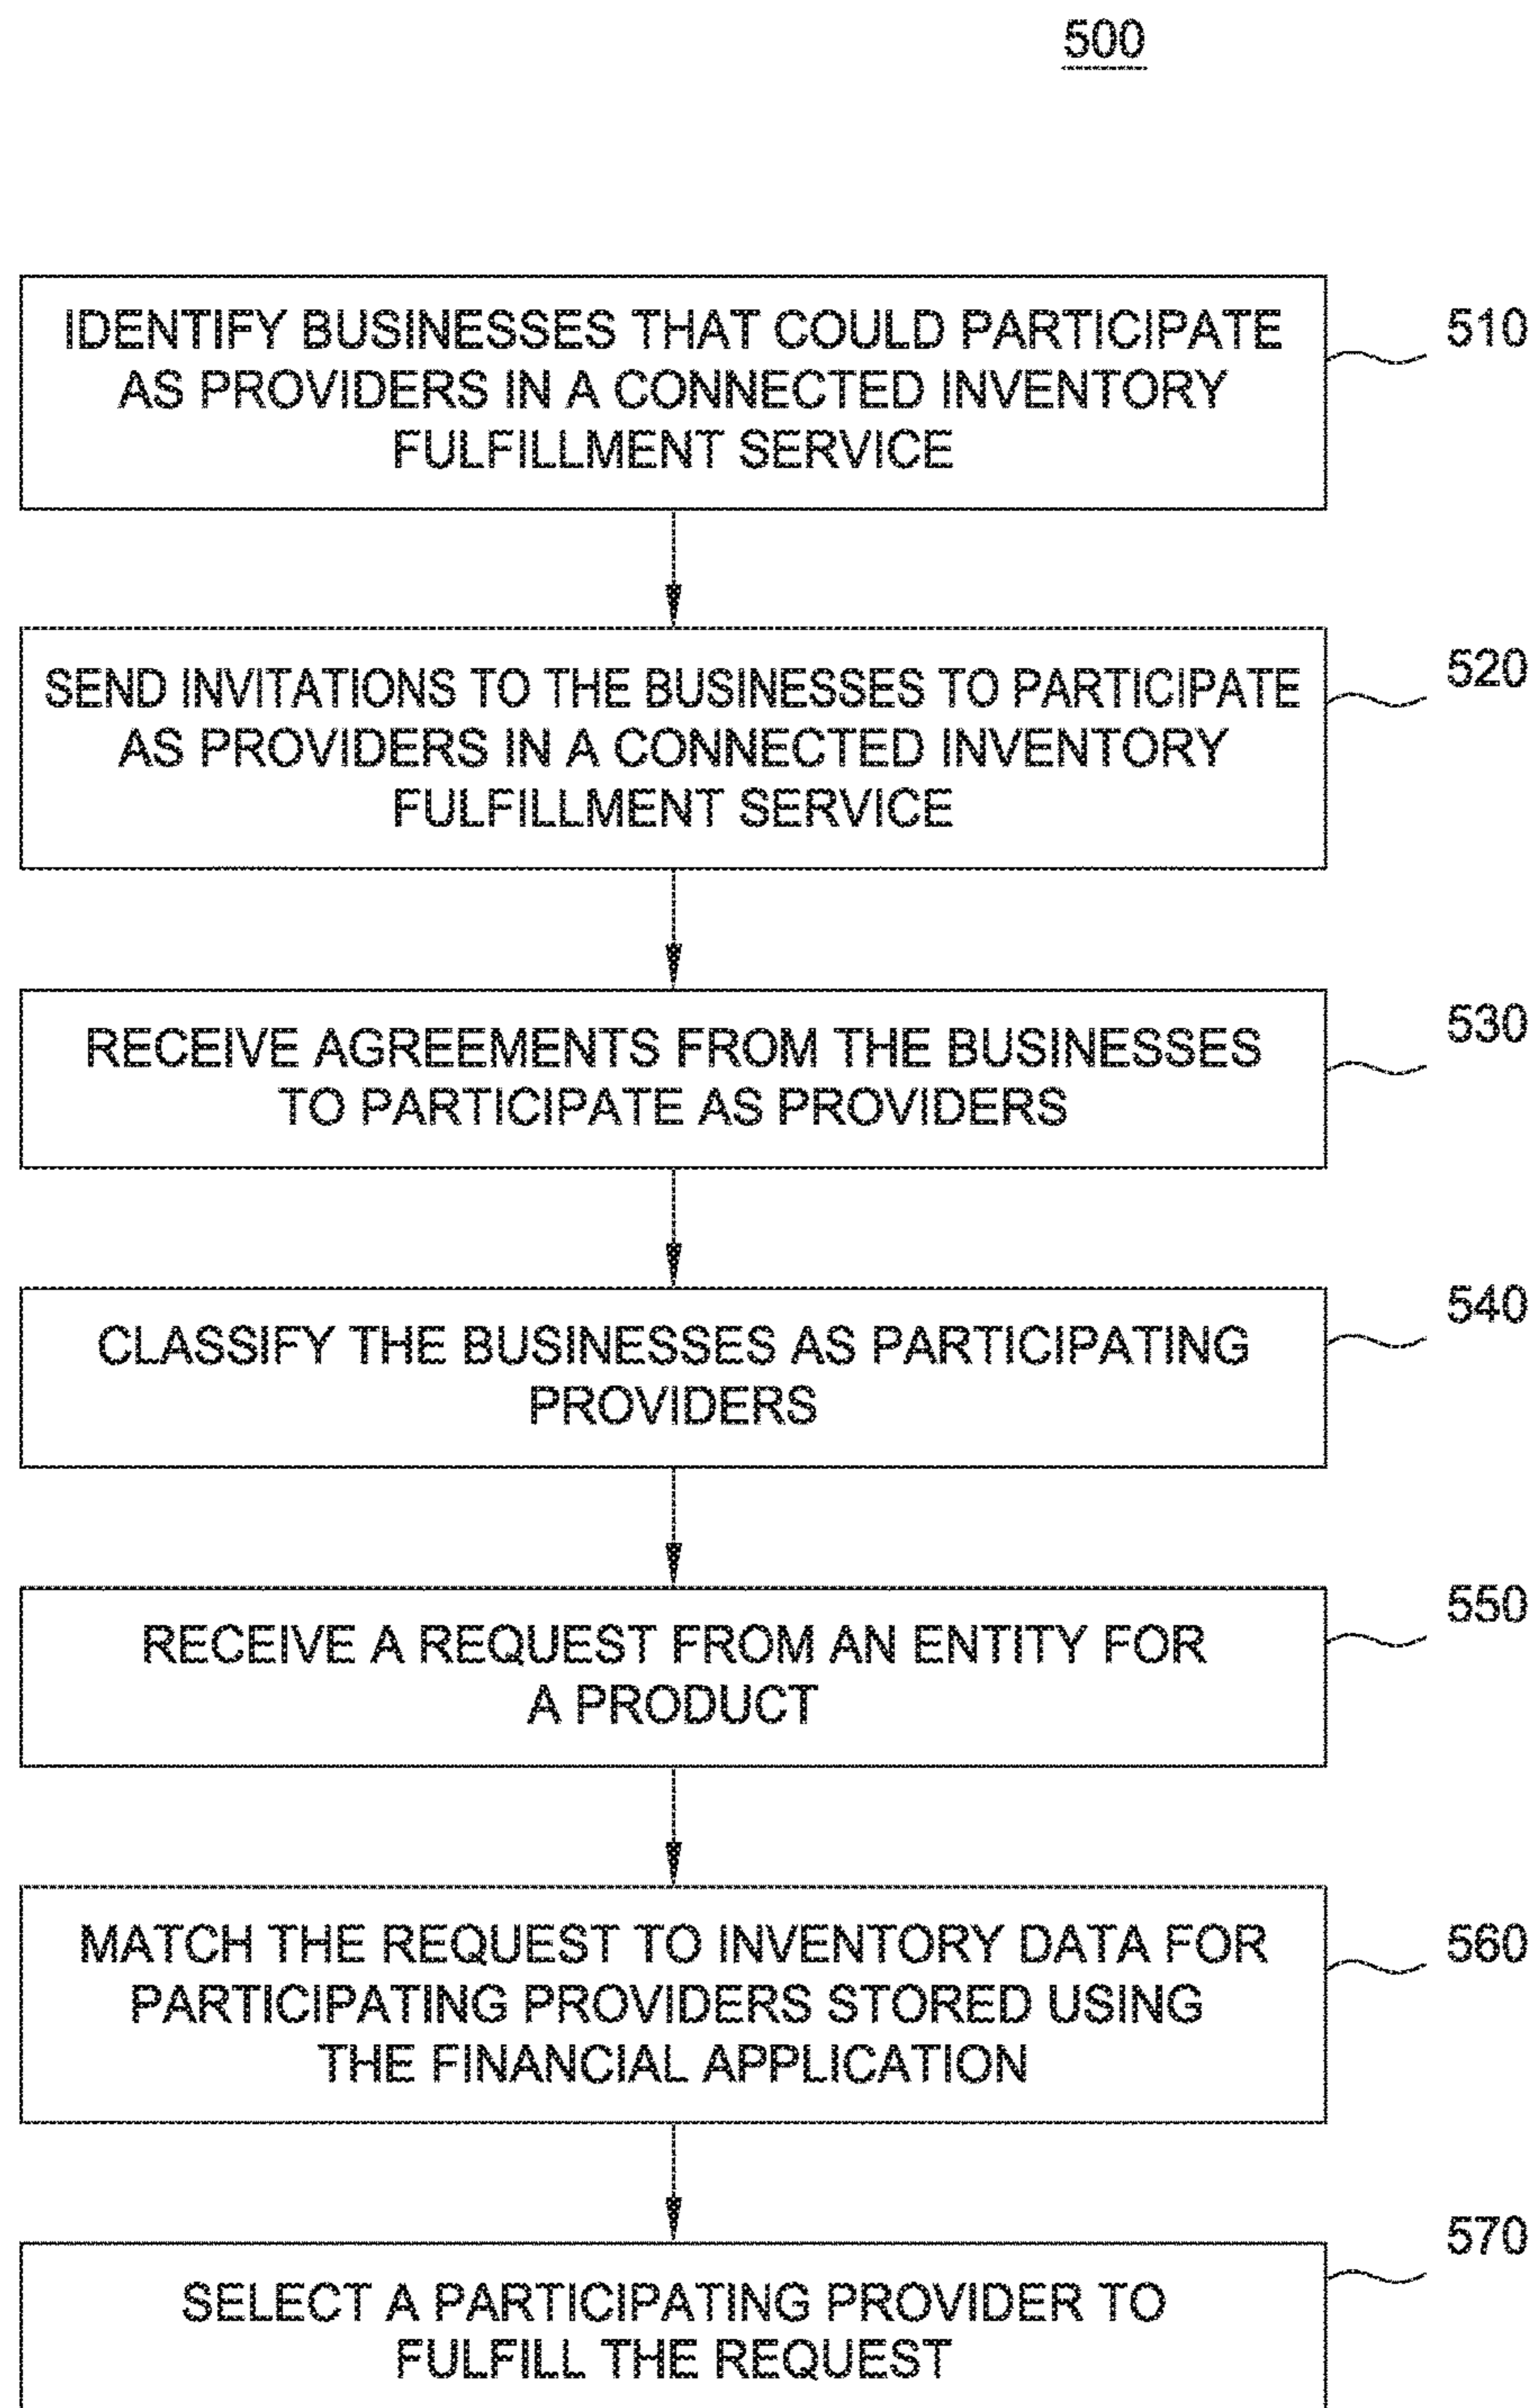 500
IDENTIFY BUSINESSES THAT COULD PARTICIPATE
AS PROVIDERS IN A CONNECTED INVENTORY
FULFILLMENT SERVICE
510
SEND INVITATIONS TO THE BUSINESSES TO PARTICIPATE
AS PROVIDERS IN A CONNECTED INVENTORY
FULFILLMENT SERVICE
520
RECEIVE AGREEMENTS FROM THE BUSINESSES
TO PARTICIPATE AS PROVIDERS
530
CLASSIFY THE BUSINESSES AS PARTICIPATING
PROVIDERS
540
RECEIVE A REQUEST FROM AN ENTITY FOR
A PRODUCT
550
MATCH THE REQUEST TO INVENTORY DATA FOR
PARTICIPATING PROVIDERS STORED USING
THE FINANCIAL APPLICATION
560
SELECT A PARTICIPATING PROVIDER TO
FULFILL THE REQUEST
570